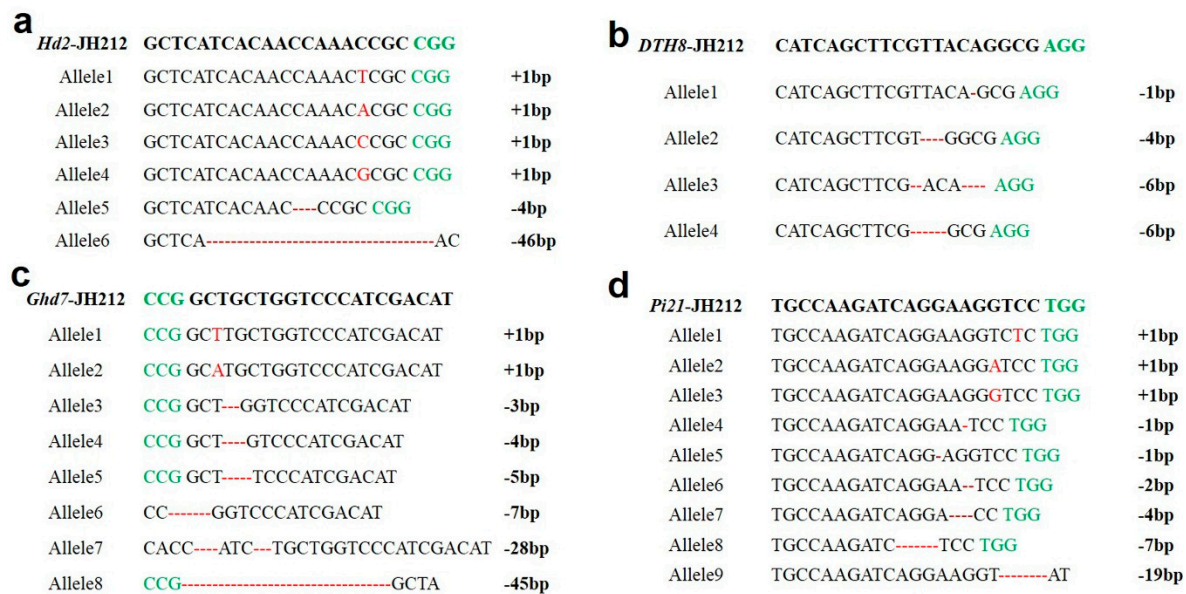 a
Hd2-JH212 GCTCATCACAACCAAACCGC CGG
Allele1 GCTCATCACAACCAAACTCGC CGG +1bp
Allele2 GCTCATCACAACCAAACACGC CGG +1bp
Allele3 GCTCATCACAACCAAACCCGC CGG +1bp
Allele4 GCTCATCACAACCAAACGCGC CGG +1bp
Allele5 GCTCATCACAAC----CCGC CGG -4bp
Allele6 GCTCA----------------------------------AC -46bp
b
DTH8-JH212 CATCAGCTTCGTTACAGGCG AGG
Allele1 CATCAGCTTCGTTACA-GCG AGG -1bp
Allele2 CATCAGCTTCGT----GGCG AGG -4bp
Allele3 CATCAGCTTCG--ACA---- AGG -6bp
Allele4 CATCAGCTTCG------GCG AGG -6bp
c
Ghd7-JH212 CCG GCTGCTGGTCCCATCGACAT
Allele1 CCG GCTTGCTGGTCCCATCGACAT +1bp
Allele2 CCG GCATGCTGGTCCCATCGACAT +1bp
Allele3 CCG GCT---GGTCCCATCGACAT -3bp
Allele4 CCG GCT----GTCCCATCGACAT -4bp
Allele5 CCG GCT-----TCCCATCGACAT -5bp
Allele6 CC-------GGTCCCATCGACAT -7bp
Allele7 CACC----ATC---TGCTGGTCCCATCGACAT -28bp
Allele8 CCG-------------------------------GCTA -45bp
d
Pi21-JH212 TGCCAAGATCAGGAAGGTCC TGG
Allele1 TGCCAAGATCAGGAAGGTCTC TGG +1bp
Allele2 TGCCAAGATCAGGAAGGATCC TGG +1bp
Allele3 TGCCAAGATCAGGAAGGGTCC TGG +1bp
Allele4 TGCCAAGATCAGGAA-TCC TGG -1bp
Allele5 TGCCAAGATCAGG-AGGTCC TGG -1bp
Allele6 TGCCAAGATCAGGAA--TCC TGG -2bp
Allele7 TGCCAAGATCAGGA----CC TGG -4bp
Allele8 TGCCAAGATC-------TCC TGG -7bp
Allele9 TGCCAAGATCAGGAAGGT-------AT -19bp